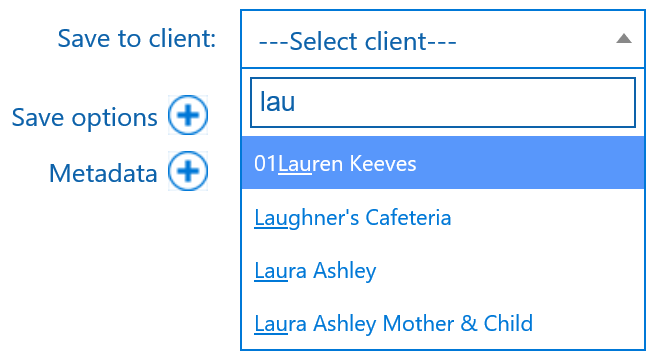 Save to client:
---Select client---
lau
Save options
01Lauren Keeves
Metadata
Laughner's Cafeteria
Laura Ashley
Laura Ashley Mother & Child